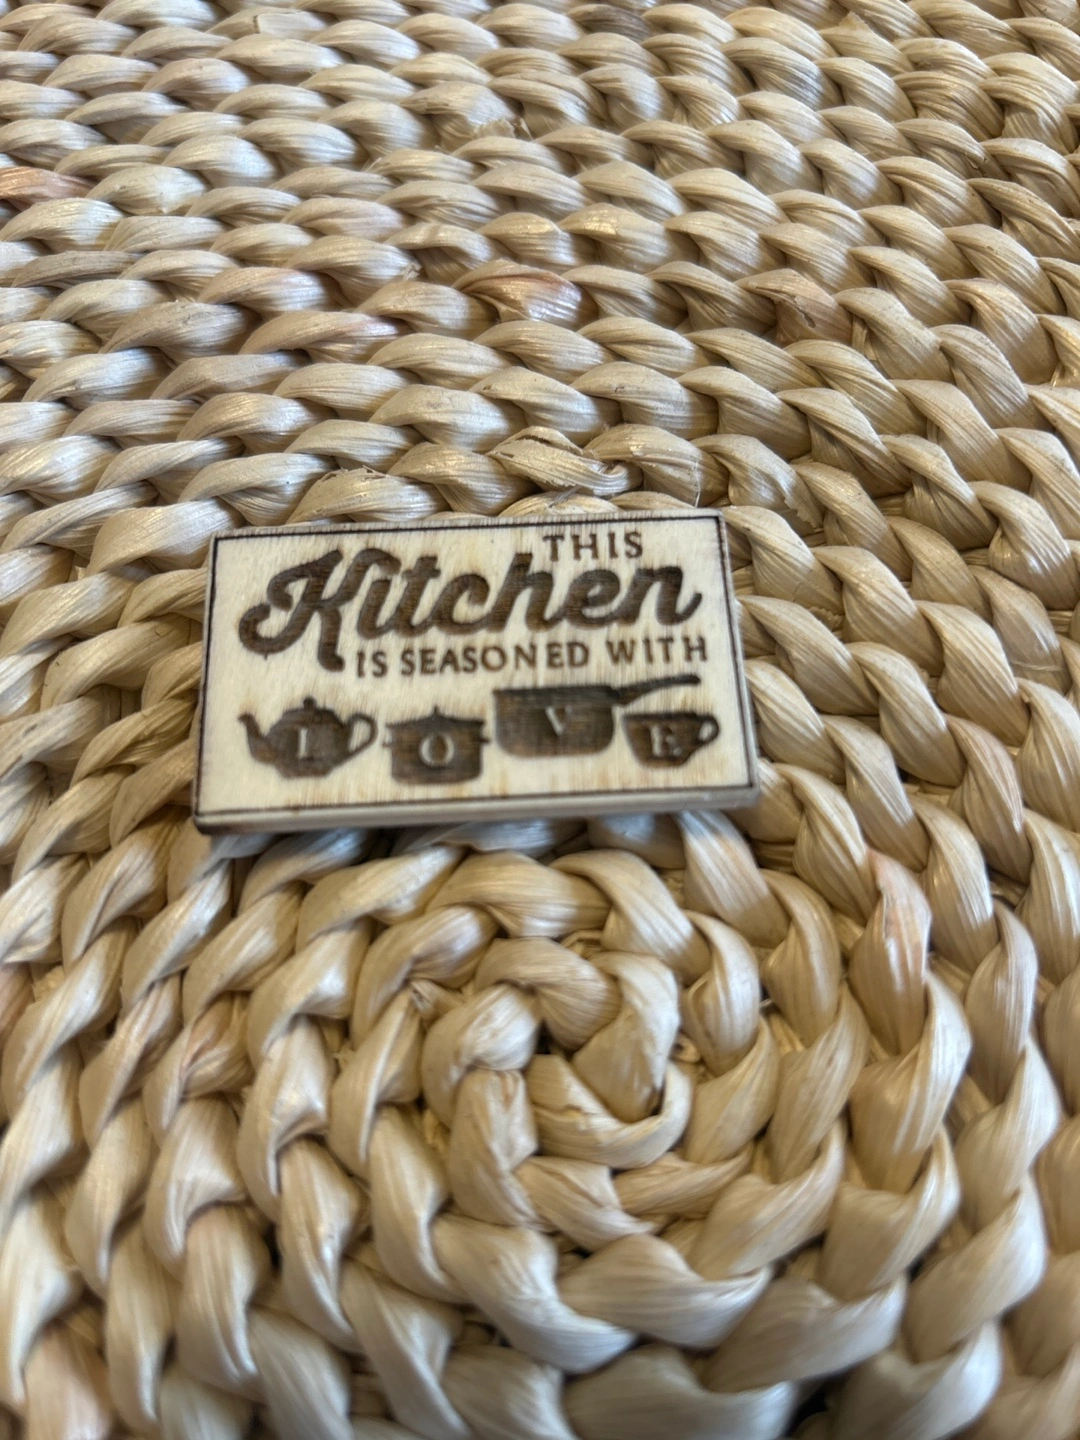 THIS
Kitchen
IS SEASONED WITH
L O V E